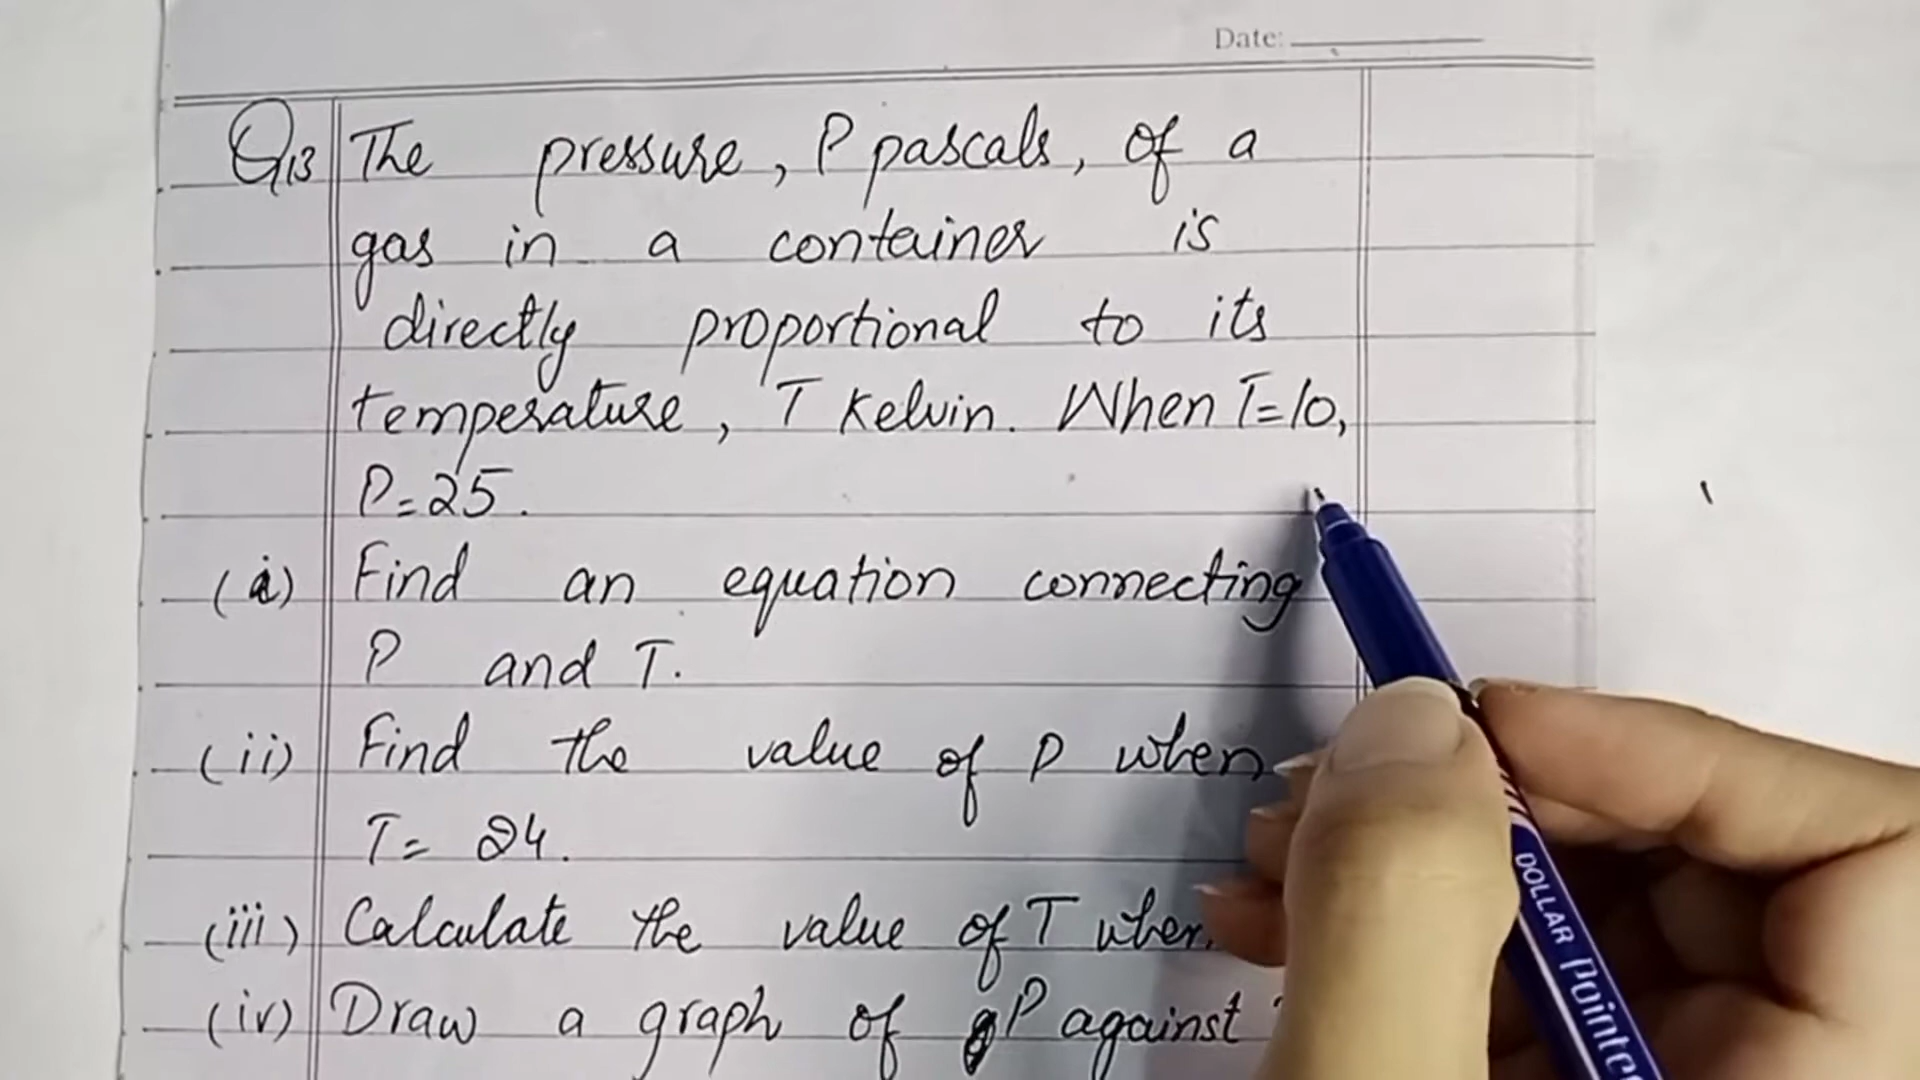 Date:
Q13 The pressure, P pascals, of a
gas in a container is
directly proportional to its
temperature, T Kelvin. When T=10,
P=25.
(i) Find an equation connecting
P and T.
(ii) Find the value of P when
T= 24.
(iii) Calculate the value of T when
(iv) Draw a graph of P against
DOLLAR Pointe